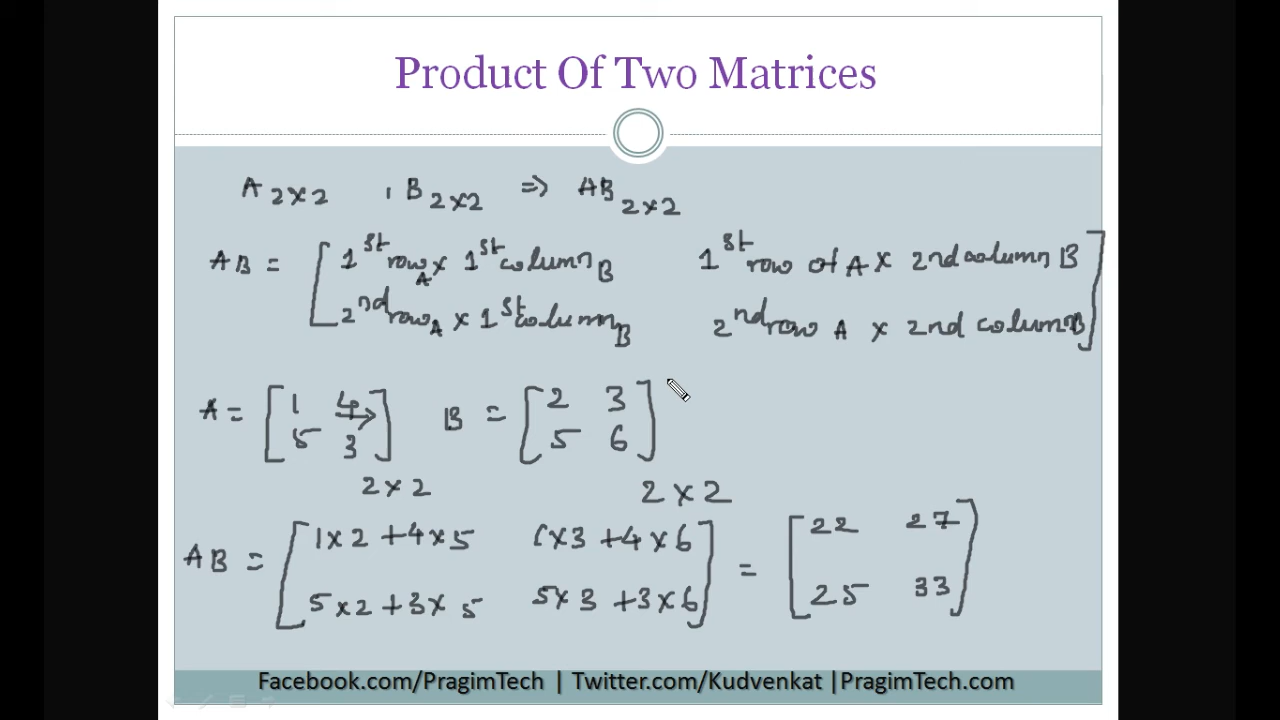 Product Of Two Matrices
A 2x2 , B 2x2 => AB 2x2
AB = [ 1st row A x 1st column B 1st row of A x 2nd column B
2nd row A x 1st column B 2nd row A x 2nd column B ]
A = [ 1 4 B = [ 2 3 ]
5 3 ] 5 6
2x2 2x2
AB = [ 1x2 +4x5 1x3 +4x6 ] = [ 22 27 ]
5x2 +3x5 5x3 +3x6 25 33
Facebook.com/PragimTech | Twitter.com/Kudvenkat |PragimTech.com